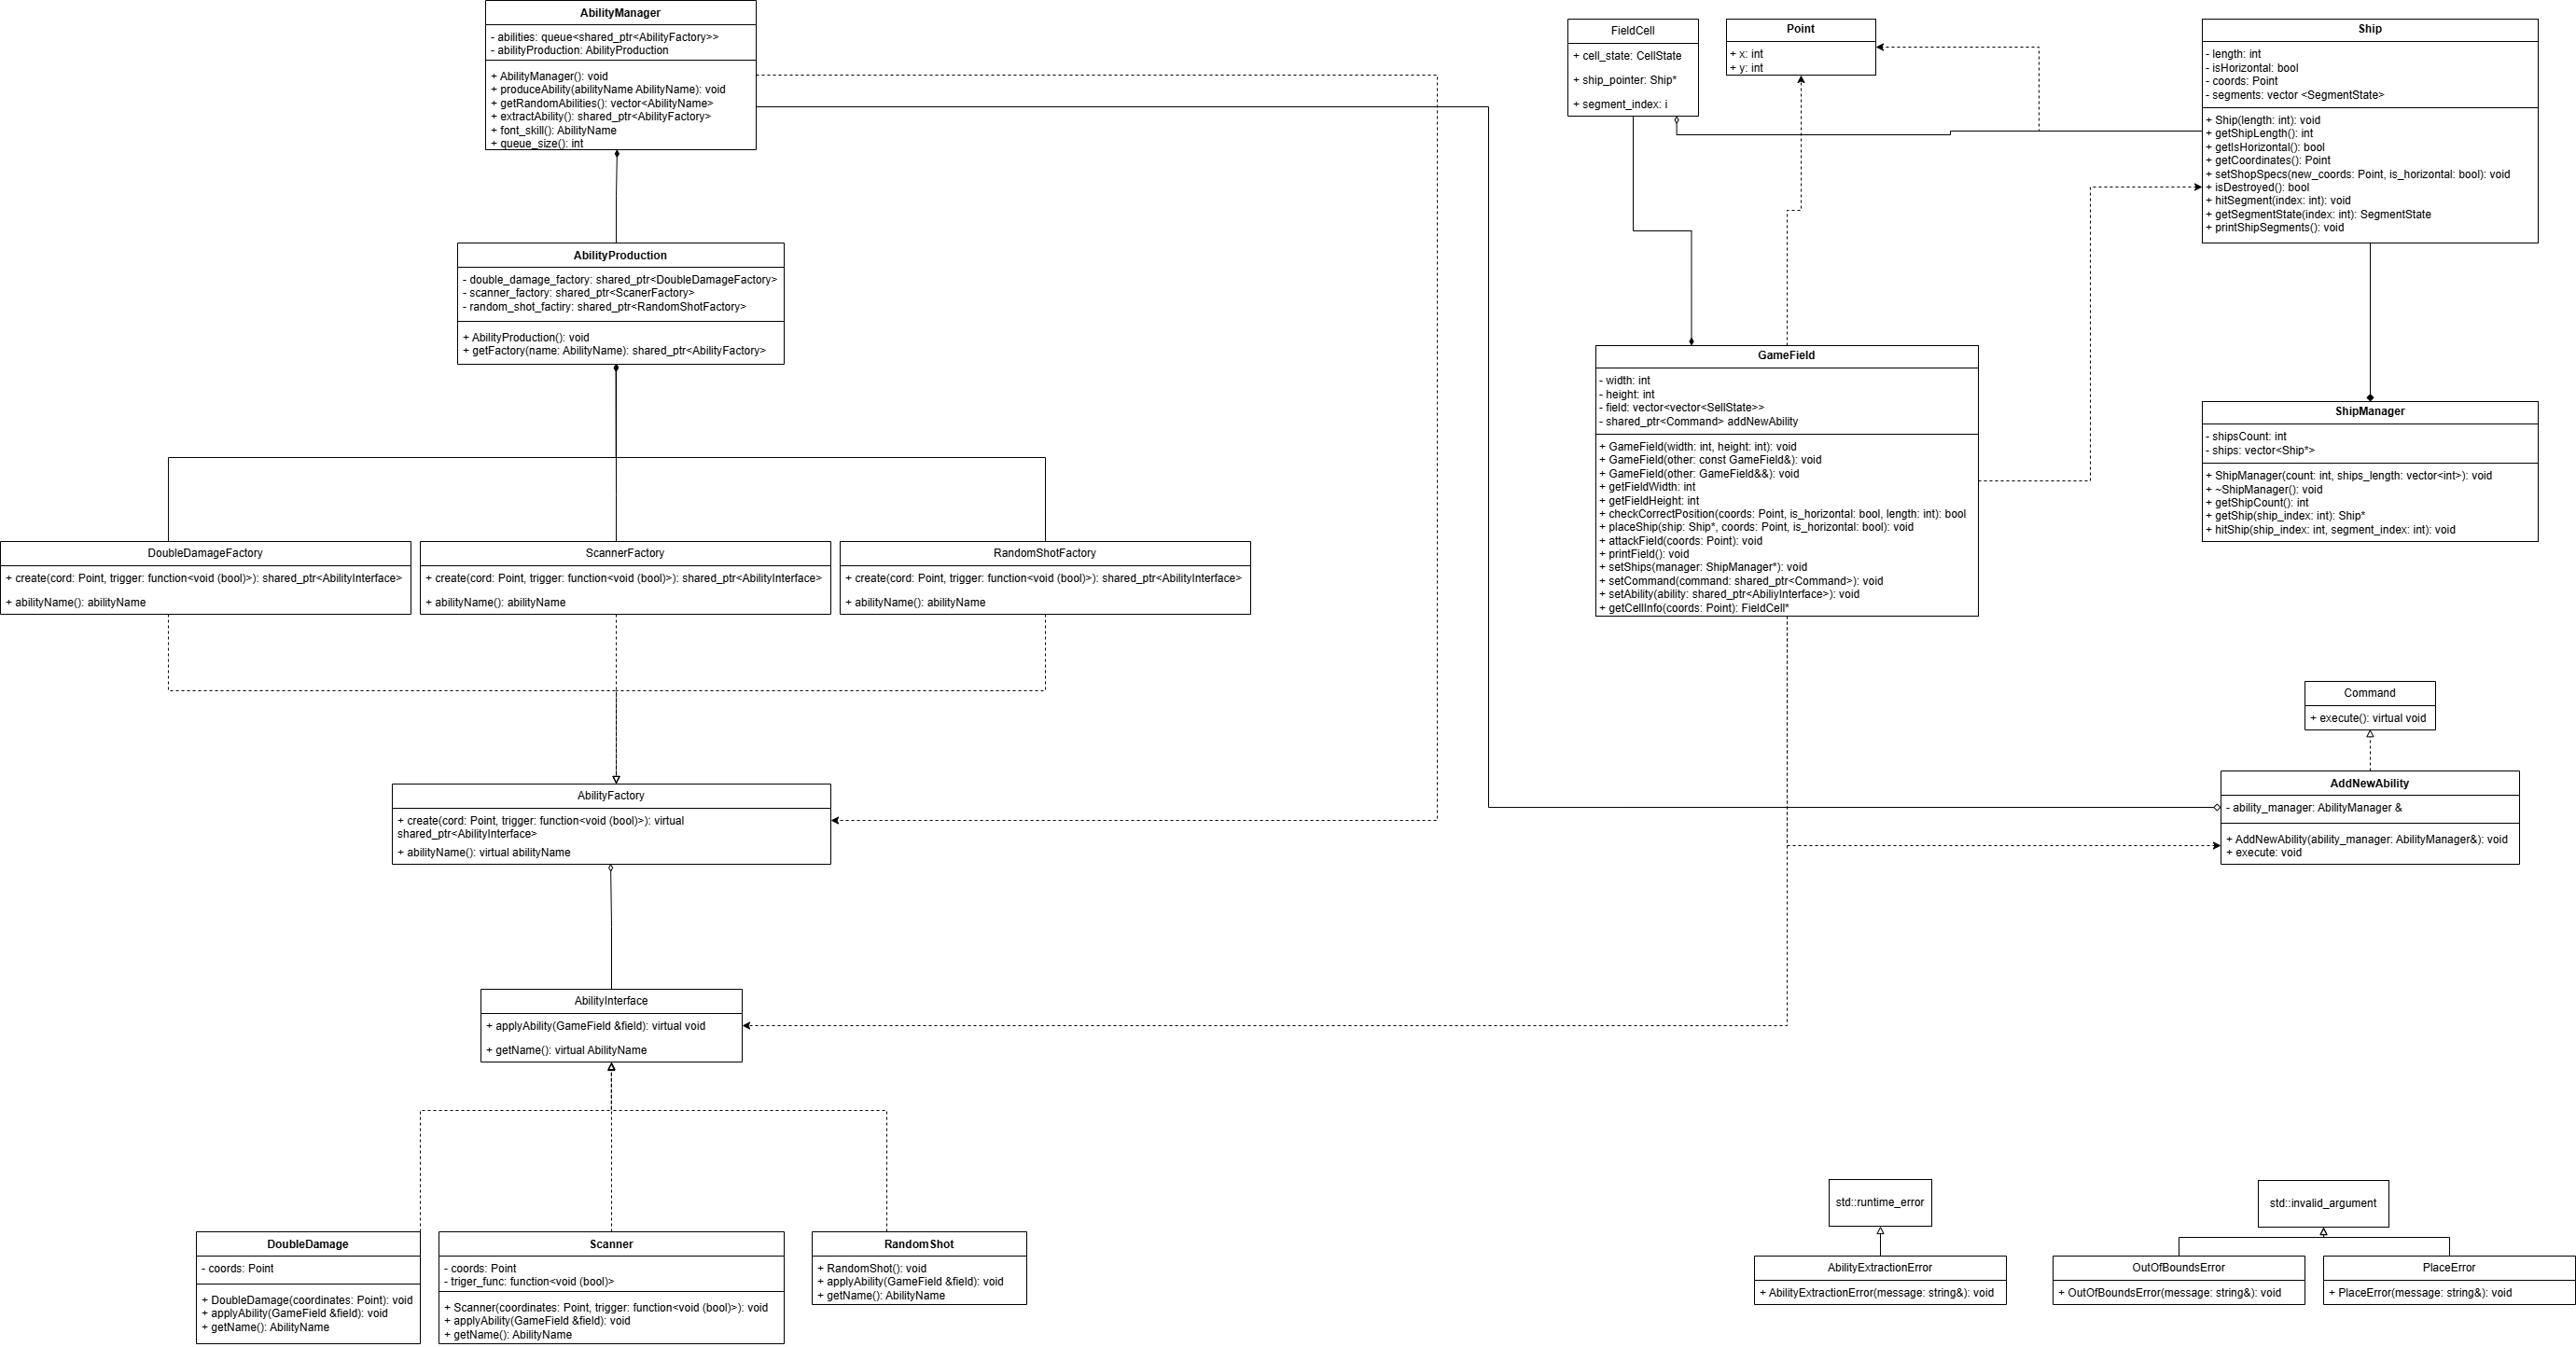 AbilityManager
- abilities: queue<shared_ptr<AbilityFactory>>
- abilityProduction: AbilityProduction
+ AbilityManager(): void
+ produceAbility(abilityName AbilityName): void
+ getRandomAbilities(): vector<AbilityName>
+ extractAbility(): shared_ptr<AbilityFactory>
+ font_skill(): AbilityName
+ queue_size(): int
FieldCell
+ cell_state: CellState
+ ship_pointer: Ship*
+ segment_index: i
Point
+ x: int
+ y: int
Ship
- length: int
- isHorizontal: bool
- coords: Point
- segments: vector <SegmentState>
+ Ship(length: int): void
+ getShipLength(): int
+ getIsHorizontal(): bool
+ getCoordinates(): Point
+ setShopSpecs(new_coords: Point, is_horizontal: bool): void
+ isDestroyed(): bool
+ hitSegment(index: int): void
+ getSegmentState(index: int): SegmentState
+ printShipSegments(): void
AbilityProduction
- double_damage_factory: shared_ptr<DoubleDamageFactory>
- scanner_factory: shared_ptr<ScanerFactory>
- random_shot_factiry: shared_ptr<RandomShotFactory>
+ AbilityProduction(): void
+ getFactory(name: AbilityName): shared_ptr<AbilityFactory>
GameField
- width: int
- height: int
- field: vector<vector<SellState>>
- shared_ptr<Command> addNewAbility
+ GameField(width: int, height: int): void
+ GameField(other: const GameField&): void
+ GameField(other: GameField&&): void
+ getFieldWidth: int
+ getFieldHeight: int
+ checkCorrectPosition(coords: Point, is_horizontal: bool, length: int): bool
+ placeShip(ship: Ship*, coords: Point, is_horizontal: bool): void
+ attackField(coords: Point): void
+ printField(): void
+ setShips(manager: ShipManager*): void
+ setCommand(command: shared_ptr<Command>): void
+ setAbility(ability: shared_ptr<AbiliyInterface>): void
+ getCellInfo(coords: Point): FieldCell*
ShipManager
- shipsCount: int
- ships: vector<Ship*>
+ ShipManager(count: int, ships_length: vector<int>): void
+ ~ShipManager(): void
+ getShipCount(): int
+ getShip(ship_index: int): Ship*
+ hitShip(ship_index: int, segment_index: int): void
DoubleDamageFactory
+ create(cord: Point, trigger: function<void (bool)>): shared_ptr<AbilityInterface>
+ abilityName(): abilityName
ScannerFactory
+ create(cord: Point, trigger: function<void (bool)>): shared_ptr<AbilityInterface>
+ abilityName(): abilityName
RandomShotFactory
+ create(cord: Point, trigger: function<void (bool)>): shared_ptr<AbilityInterface>
+ abilityName(): abilityName
Command
+ execute(): virtual void
AddNewAbility
- ability_manager: AbilityManager &
+ AddNewAbility(ability_manager: AbilityManager&): void
+ execute: void
AbilityFactory
+ create(cord: Point, trigger: function<void (bool)>): virtual
shared_ptr<AbilityInterface>
+ abilityName(): virtual abilityName
AbilityInterface
+ applyAbility(GameField &field): virtual void
+ getName(): virtual AbilityName
DoubleDamage
- coords: Point
+ DoubleDamage(coordinates: Point): void
+ applyAbility(GameField &field): void
+ getName(): AbilityName
Scanner
- coords: Point
- triger_func: function<void (bool)>
+ Scanner(coordinates: Point, trigger: function<void (bool)>): void
+ applyAbility(GameField &field): void
+ getName(): AbilityName
RandomShot
+ RandomShot(): void
+ applyAbility(GameField &field): void
+ getName(): AbilityName
std::runtime_error
AbilityExtractionError
+ AbilityExtractionError(message: string&): void
std::invalid_argument
OutOfBoundsError
+ OutOfBoundsError(message: string&): void
PlaceError
+ PlaceError(message: string&): void